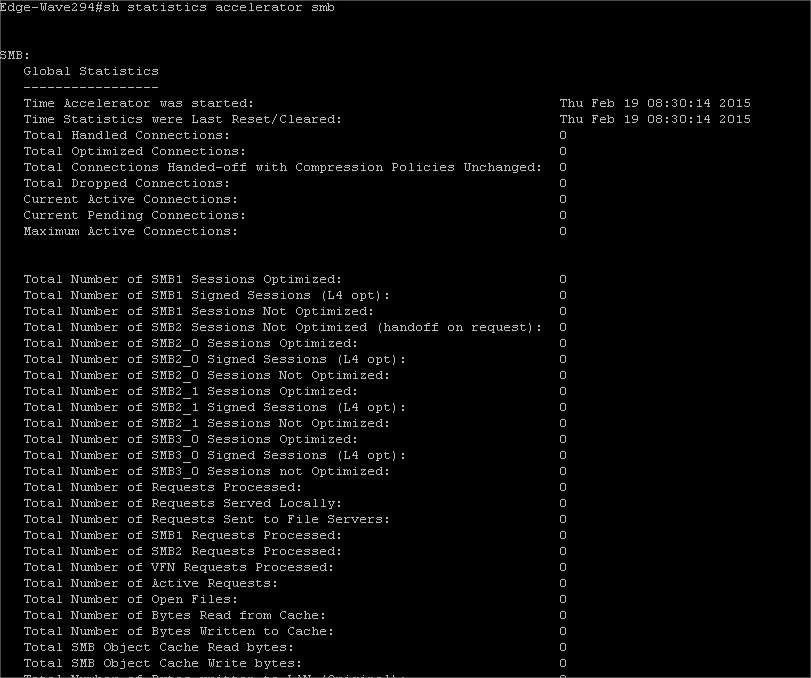 Edge-Wave294#sh statistics accelerator smb
SMB:
Global Statistics
-----------------
Time Accelerator was started: Thu Feb 19 08:30:14 2015
Time Statistics were Last Reset/Cleared: Thu Feb 19 08:30:14 2015
Total Handled Connections: 0
Total Optimized Connections: 0
Total Connections Handed-off with Compression Policies Unchanged: 0
Total Dropped Connections: 0
Current Active Connections: 0
Current Pending Connections: 0
Maximum Active Connections: 0
Total Number of SMB1 Sessions Optimized: 0
Total Number of SMB1 Signed Sessions (L4 opt): 0
Total Number of SMB1 Sessions Not Optimized: 0
Total Number of SMB2 Sessions Not Optimized (handoff on request): 0
Total Number of SMB2_0 Sessions Optimized: 0
Total Number of SMB2_0 Signed Sessions (L4 opt): 0
Total Number of SMB2_0 Sessions Not Optimized: 0
Total Number of SMB2_1 Sessions Optimized: 0
Total Number of SMB2_1 Signed Sessions (L4 opt): 0
Total Number of SMB2_1 Sessions Not Optimized: 0
Total Number of SMB3_0 Sessions Optimized: 0
Total Number of SMB3_0 Signed Sessions (L4 opt): 0
Total Number of SMB3_0 Sessions not Optimized: 0
Total Number of Requests Processed: 0
Total Number of Requests Served Locally: 0
Total Number of Requests Sent to File Servers: 0
Total Number of SMB1 Requests Processed: 0
Total Number of SMB2 Requests Processed: 0
Total Number of VFN Requests Processed: 0
Total Number of Active Requests: 0
Total Number of Open Files: 0
Total Number of Bytes Read from Cache: 0
Total Number of Bytes Written to Cache: 0
Total SMB Object Cache Read bytes: 0
Total SMB Object Cache Write bytes: 0
Total Number of Bytes written to LAN (Original):